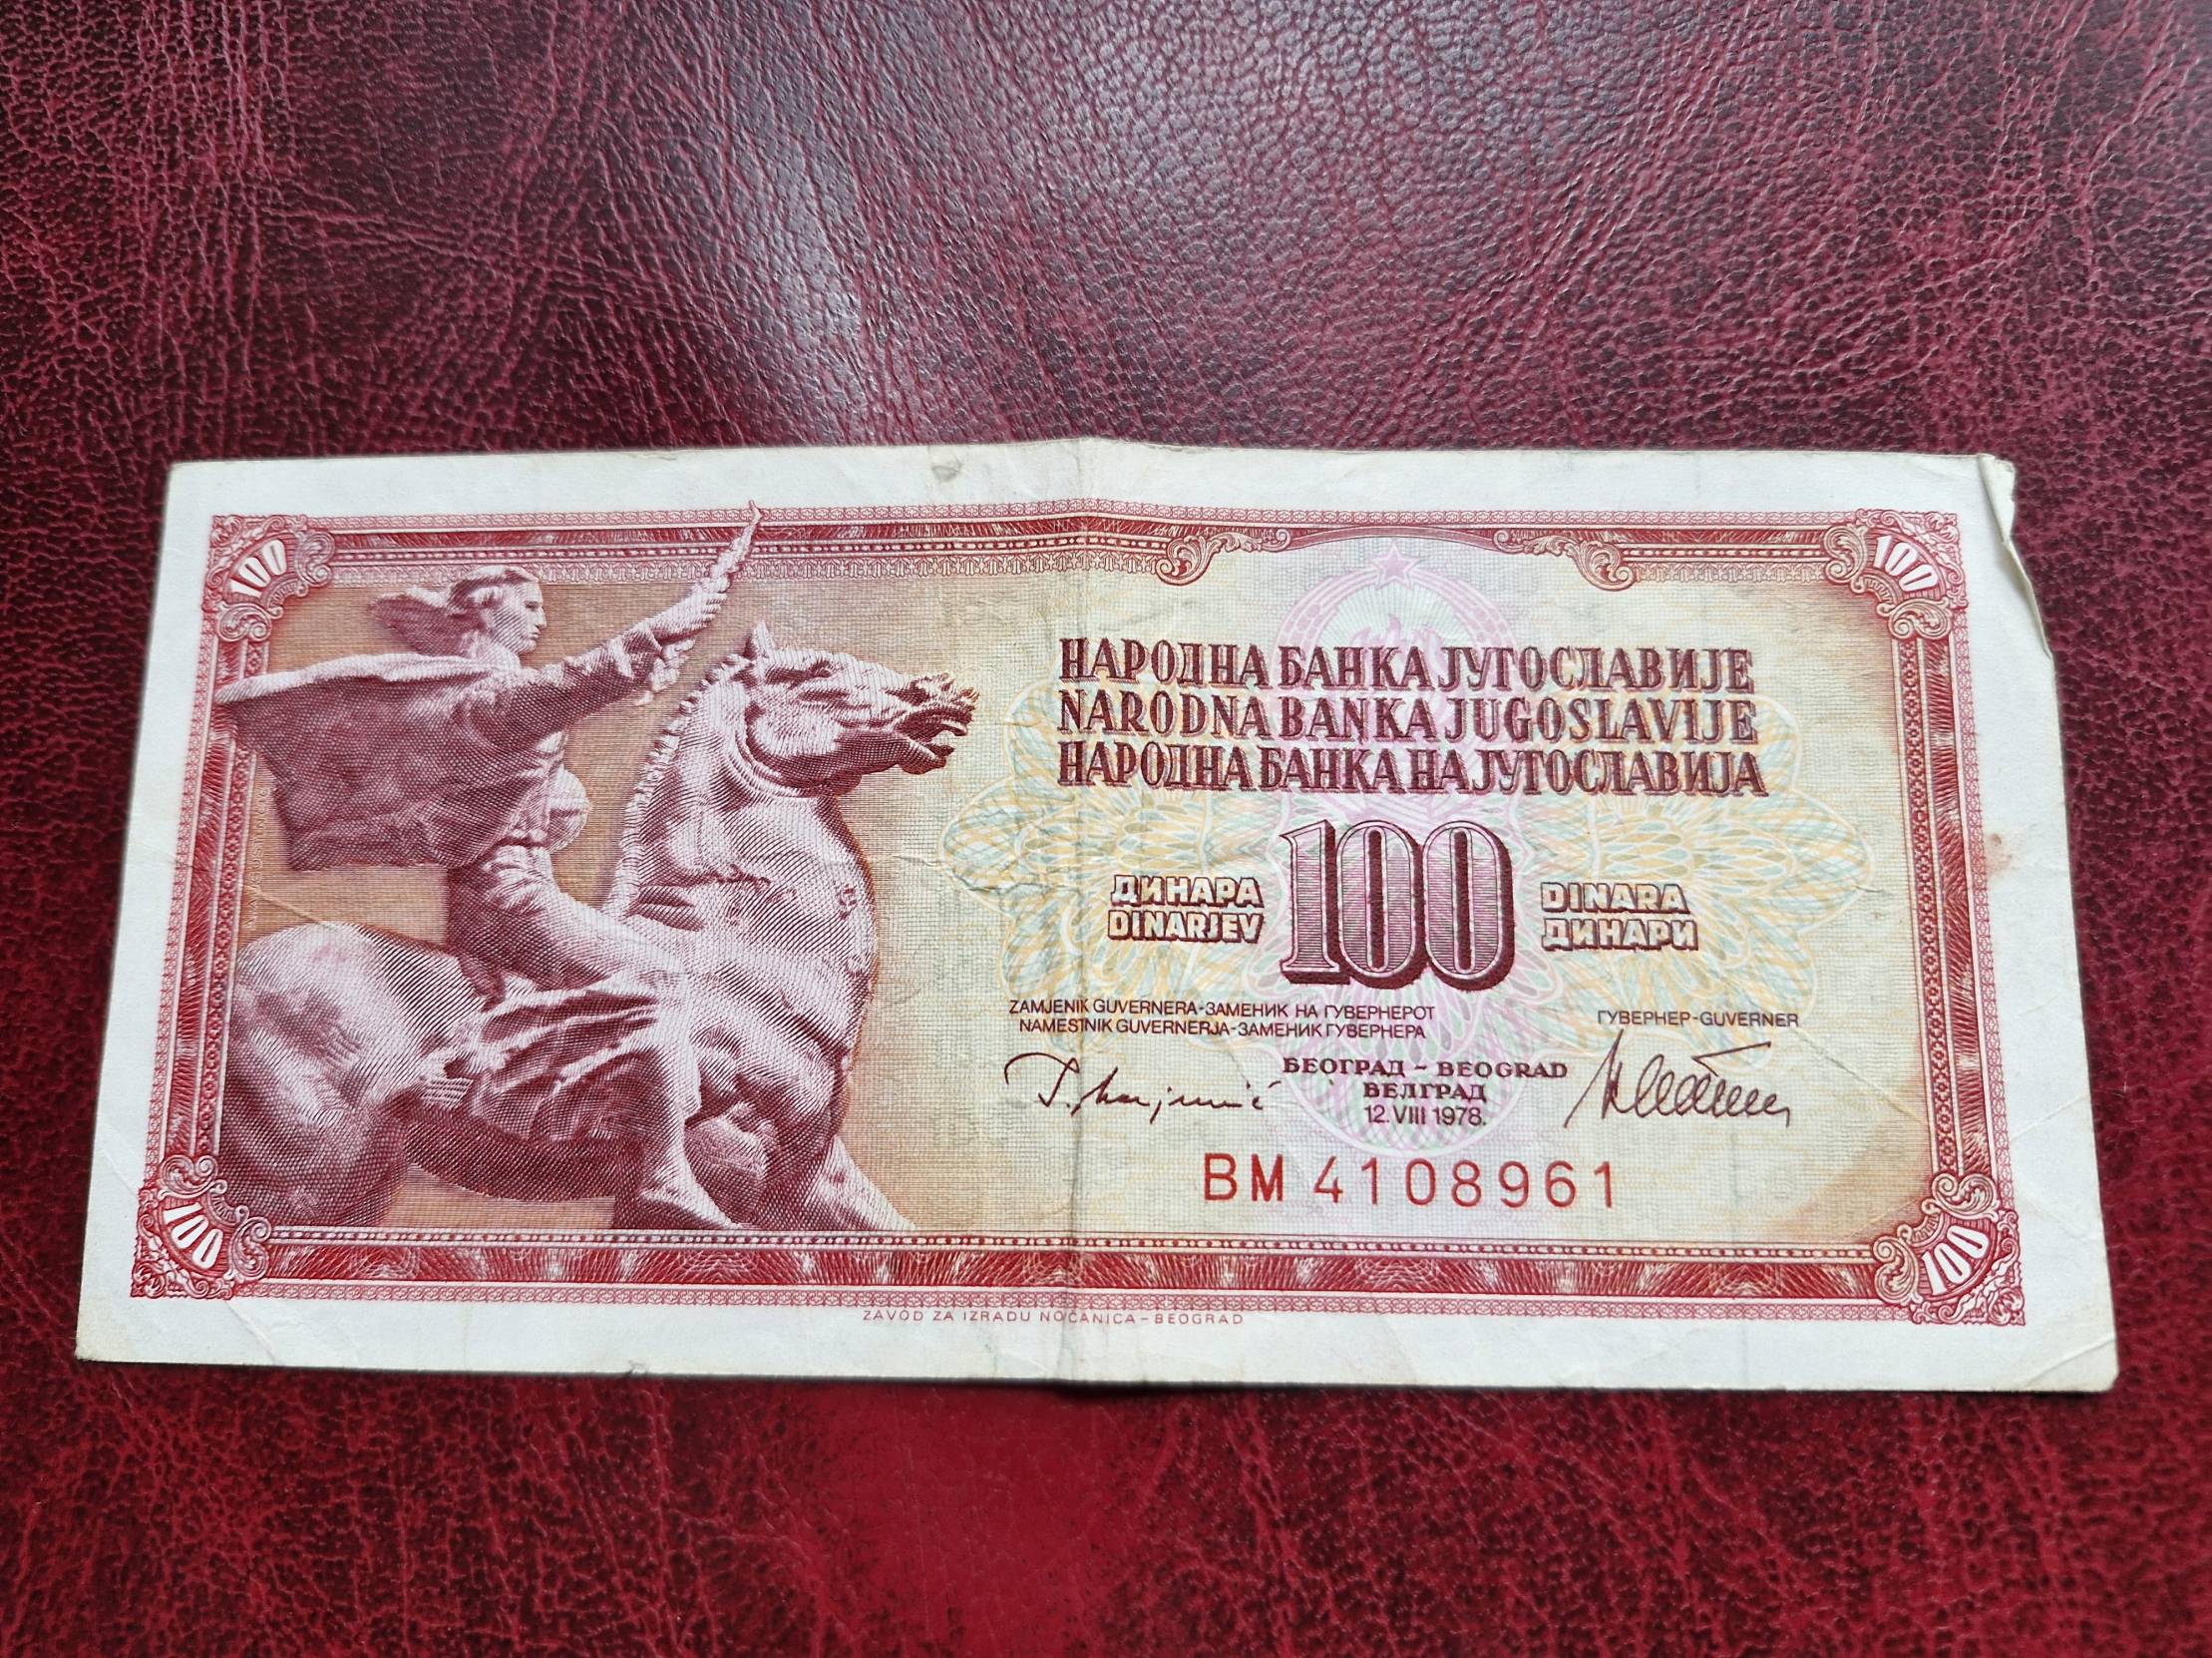 100
100
НАРОДНА БАНКА ЈУГОСЛАВИЈЕ
NARODNA BANKA JUGOSLAVIJE
НАРОДНА БАНКА НА ЈУГОСЛАВИЈА
ДИНАРА 100 DINARA
DINARJEV ДИНАРИ
ZAMJENIK GUVERNERA-ЗАМЕНИК НА ГУВЕРНЕРОТ
NAMESTNIK GUVERNERJA-ЗАМЕНИК ГУВЕРНЕРА
ГУВЕРНЕР-GUVERNER
БЕОГРАД - BEOGRAD
БЕЛГРАД
12. VIII 1978.
BM 4108961
100
100
ZAVOD ZA IZRADU NOVČANICA-BEOGRAD